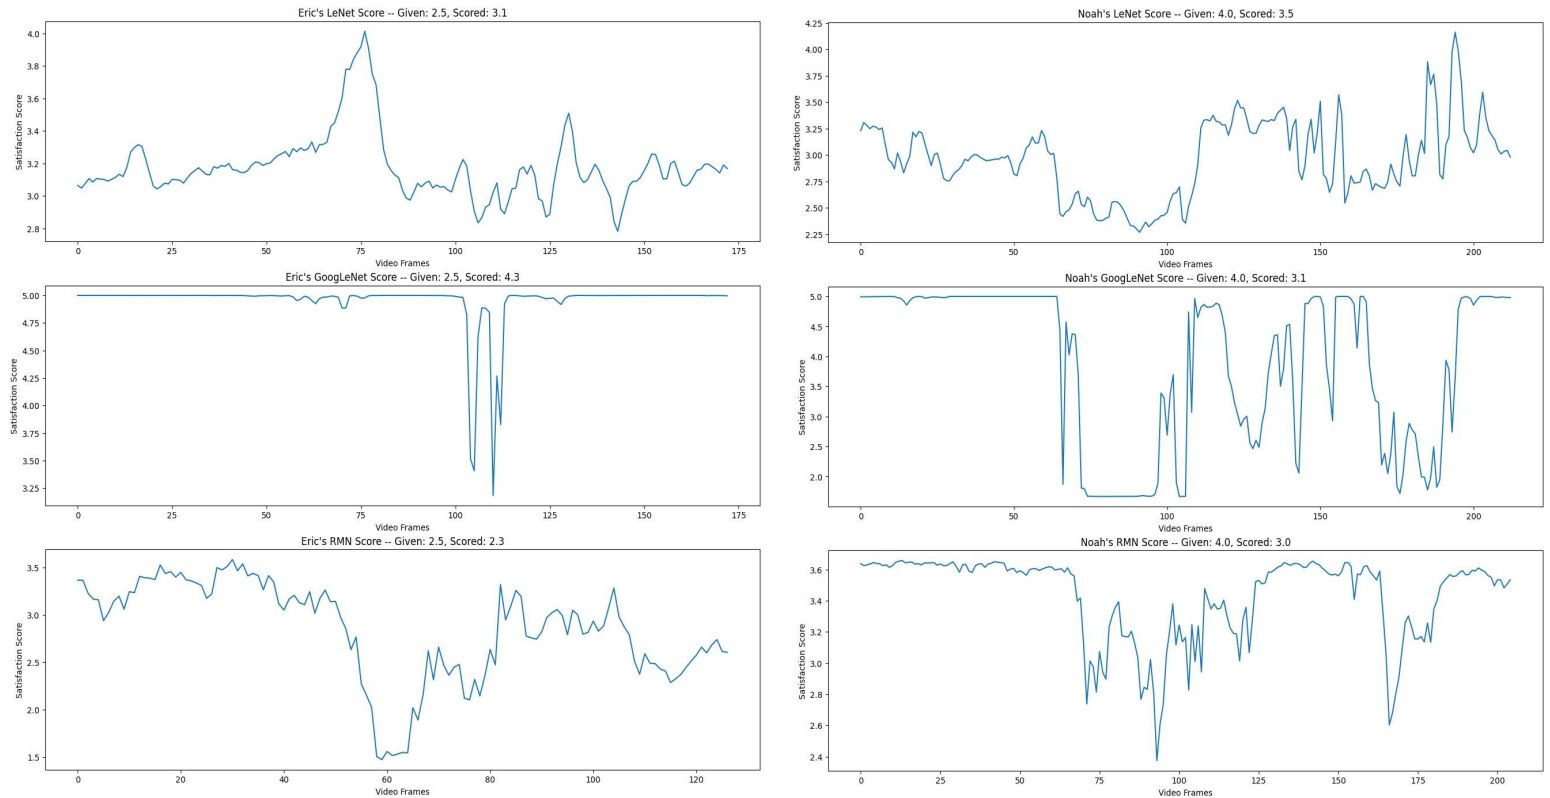 Eric's LeNet Score -- Given: 2.5, Scored: 3.1
Satisfaction Score
4.0
3.8
3.6
3.4
3.2
3.0
2.8
0 25 50 75 100 125 150 175
Video Frames
Noah's LeNet Score -- Given: 4.0, Scored: 3.5
Satisfaction Score
4.25
4.00
3.75
3.50
3.25
3.00
2.75
2.50
2.25
0 50 100 150 200
Video Frames
Eric's GoogLeNet Score -- Given: 2.5, Scored: 4.3
Satisfaction Score
5.00
4.75
4.50
4.25
4.00
3.75
3.50
3.25
0 25 50 75 100 125 150 175
Video Frames
Noah's GoogLeNet Score -- Given: 4.0, Scored: 3.1
Satisfaction Score
5.0
4.5
4.0
3.5
3.0
2.5
2.0
0 50 100 150 200
Video Frames
Eric's RMN Score -- Given: 2.5, Scored: 2.3
Satisfaction Score
3.5
3.0
2.5
2.0
1.5
0 20 40 60 80 100 120
Video Frames
Noah's RMN Score -- Given: 4.0, Scored: 3.0
Satisfaction Score
3.6
3.4
3.2
3.0
2.8
2.6
2.4
0 25 50 75 100 125 150 175 200
Video Frames